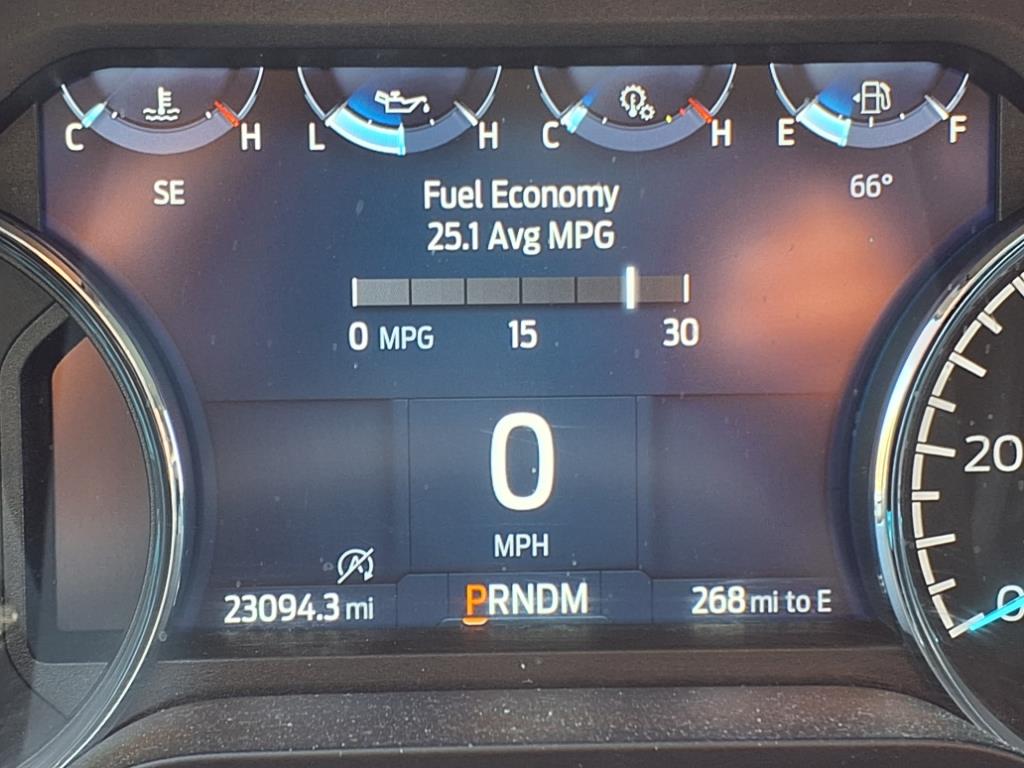 C H L H C H E F
SE
66°
Fuel Economy
25.1 Avg MPG
0 MPG 15 30
0
MPH
20
0
23094.3 mi
PRNDM
268 mi to E